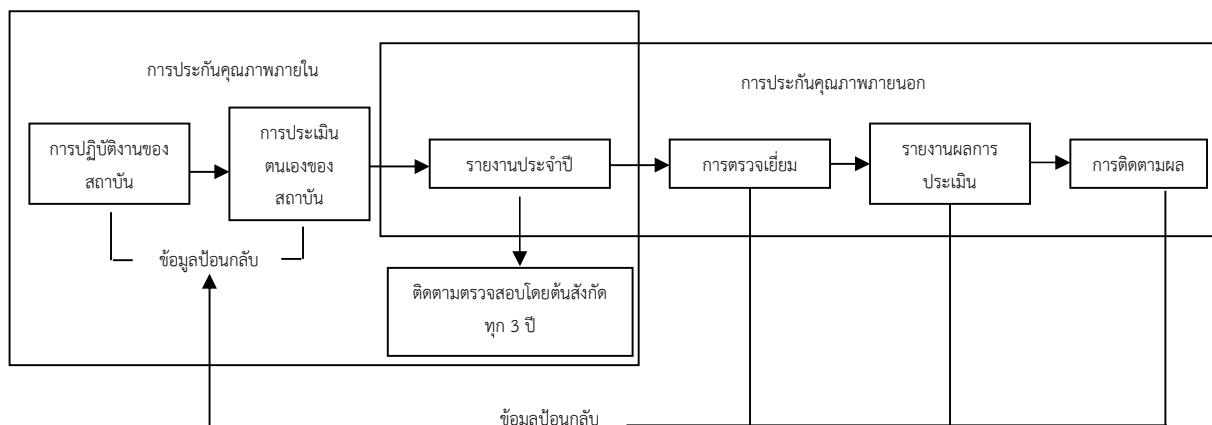 การประกันคุณภาพภายใน
การประกันคุณภาพภายนอก
การปฏิบัติงานของ
สถาบัน
การประเมิน
ตนเองของ
สถาบัน
รายงานประจำปี
การตรวจเยี่ยม
รายงานผลการ
ประเมิน
การติดตามผล
ข้อมูลป้อนกลับ
ติดตามตรวจสอบโดยต้นสังกัด
ทุก 3 ปี
ข้อมูลป้อนกลับ